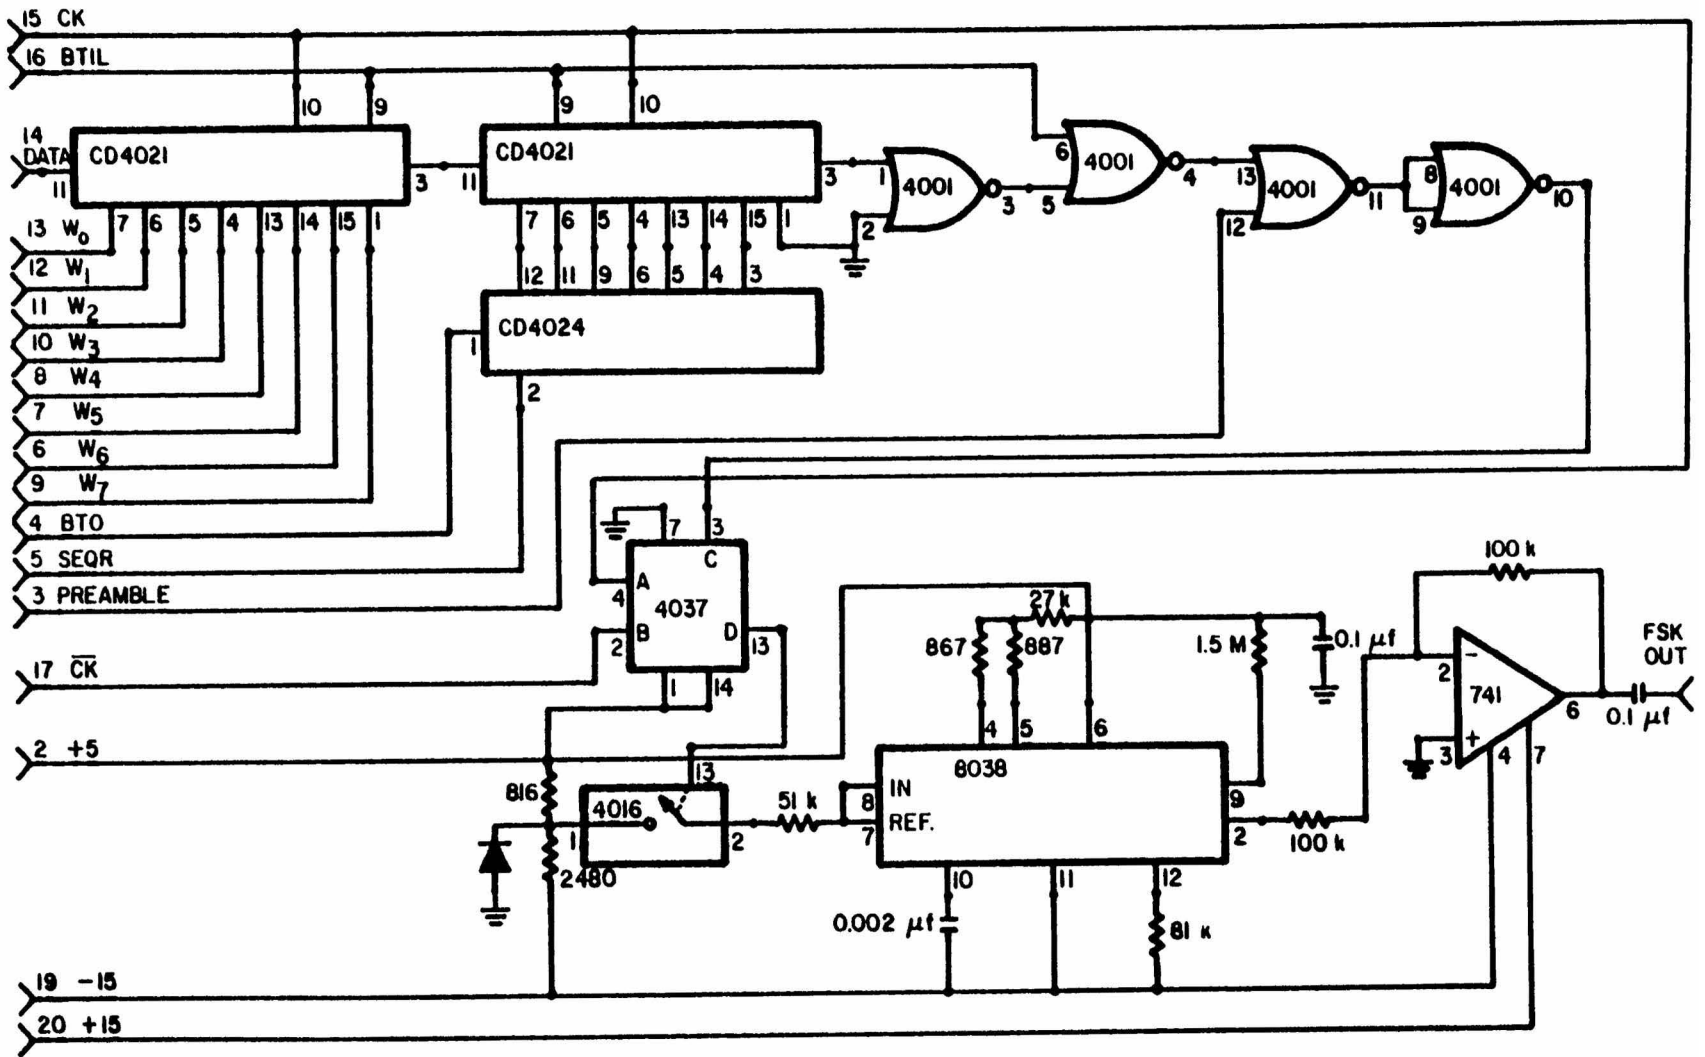 15 CK
16 BTIL
10 9 9 10
14
DATA
11
CD4021
3
11
CD4021
3
1
4001
2
3
6
5
4001
4
13
12
4001
11
8
9
4001
10
7 6 5 4 13 14 15 1
7 6 5 4 13 14 15 1
13 W0
12 W1
11 W2
10 W3
8 W4
7 W5
6 W6
9 W7
4 BTO
5 SEQR
3 PREAMBLE
12 11 9 6 5 4 3
CD4024
1
2
7 3
C
A
4
4037
B
2
D
13
1 14
17 C̅K̅
2 +5
816
2480
13
4016
1
2
51 k
867
887
27 k
1.5 M
0.1 μf
4 5 6
8038
IN
8
REF.
7
9
2
10 11 12
0.002 μf
81 k
100 k
100 k
2
−
741
+
3
4
7
6
FSK
OUT
0.1 μf
19 −15
20 +15